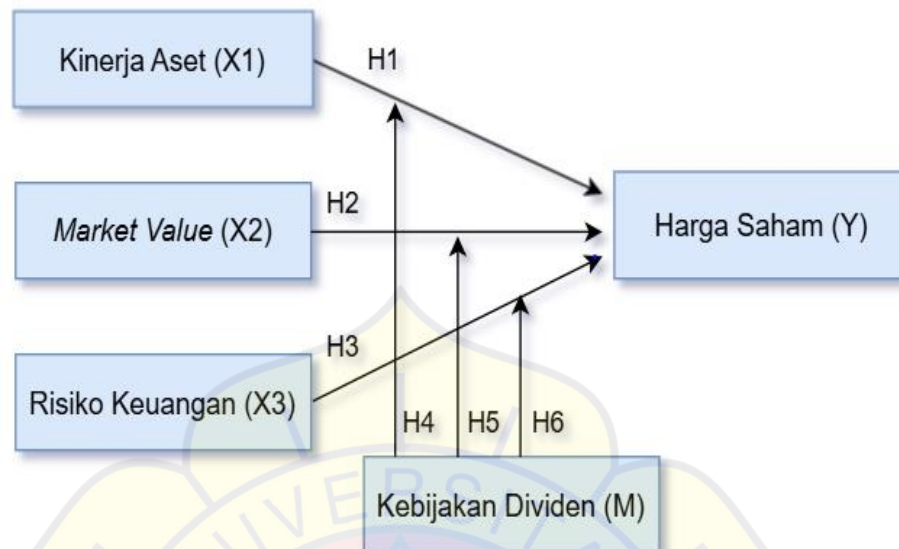 Kinerja Aset (X1)
H1
H2
Market Value (X2)
Harga Saham (Y)
H3
Risiko Keuangan (X3)
H4
H5
H6
Kebijakan Dividen (M)
UNIVERSITA